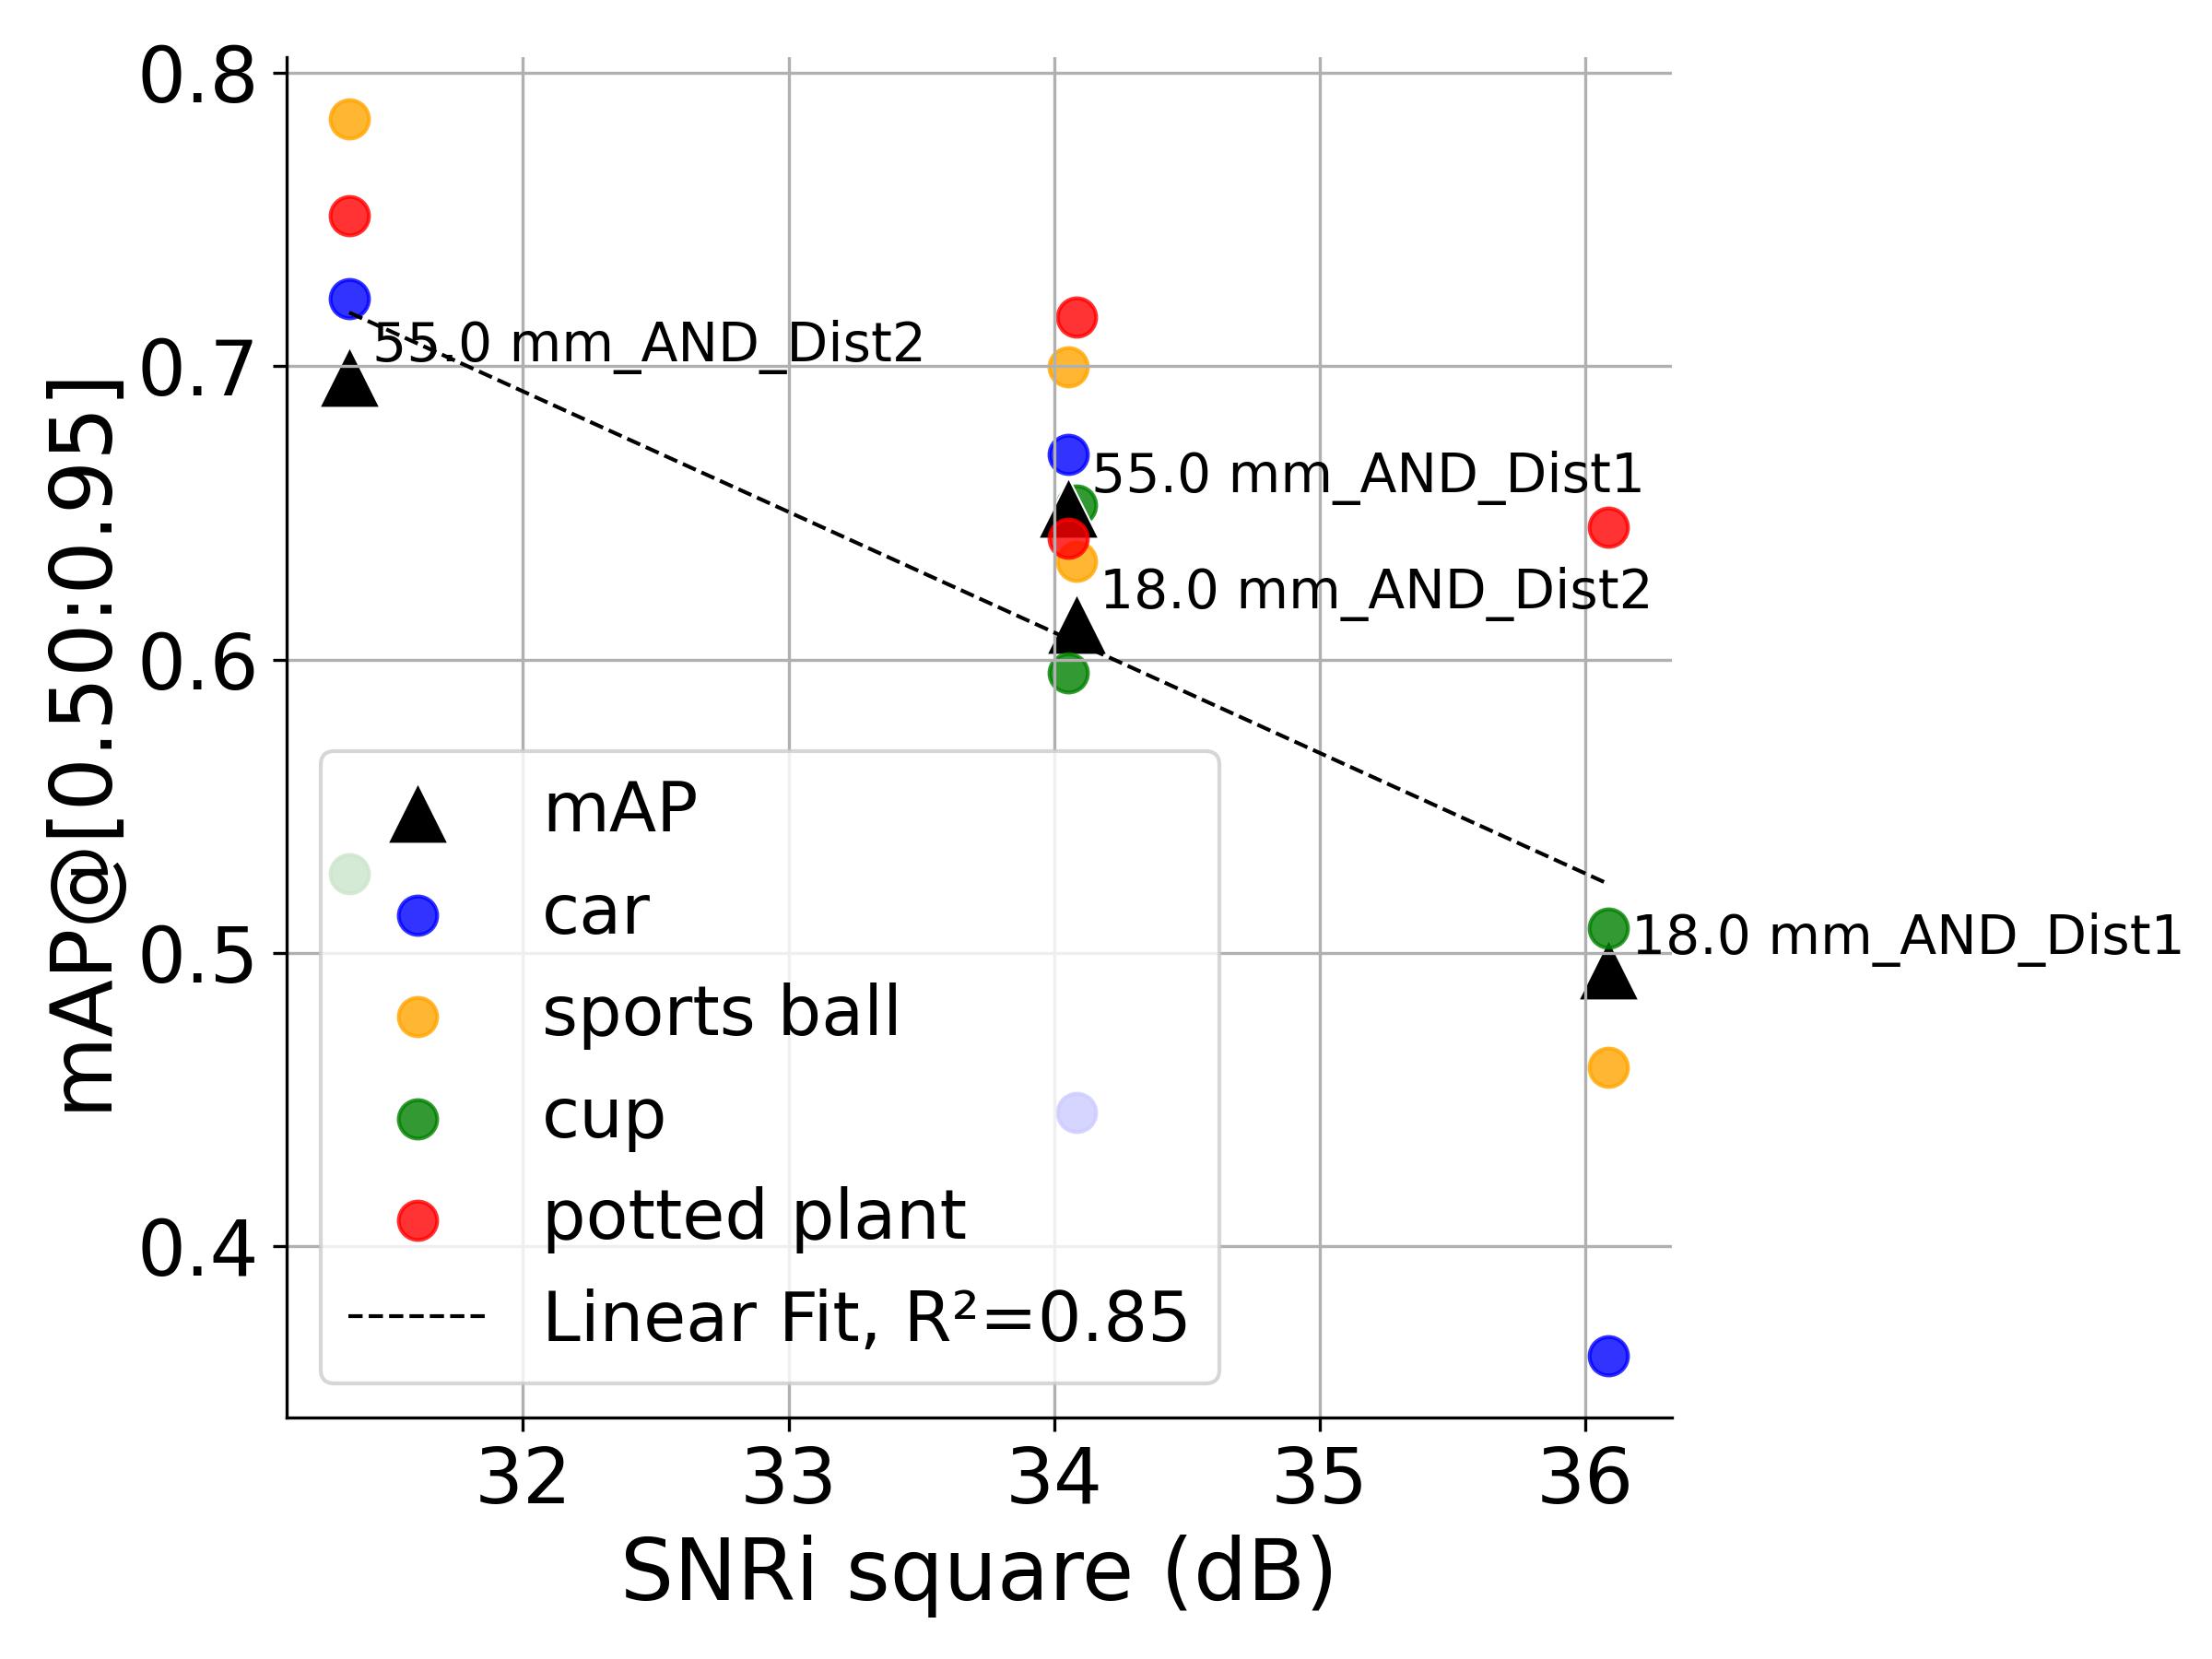 mAP@[0.50:0.95]
0.8
0.7
0.6
0.5
0.4
55.0 mm_AND_Dist2
55.0 mm_AND_Dist1
18.0 mm_AND_Dist2
18.0 mm_AND_Dist1
mAP
car
sports ball
cup
potted plant
Linear Fit, R²=0.85
32 33 34 35 36
SNRi square (dB)